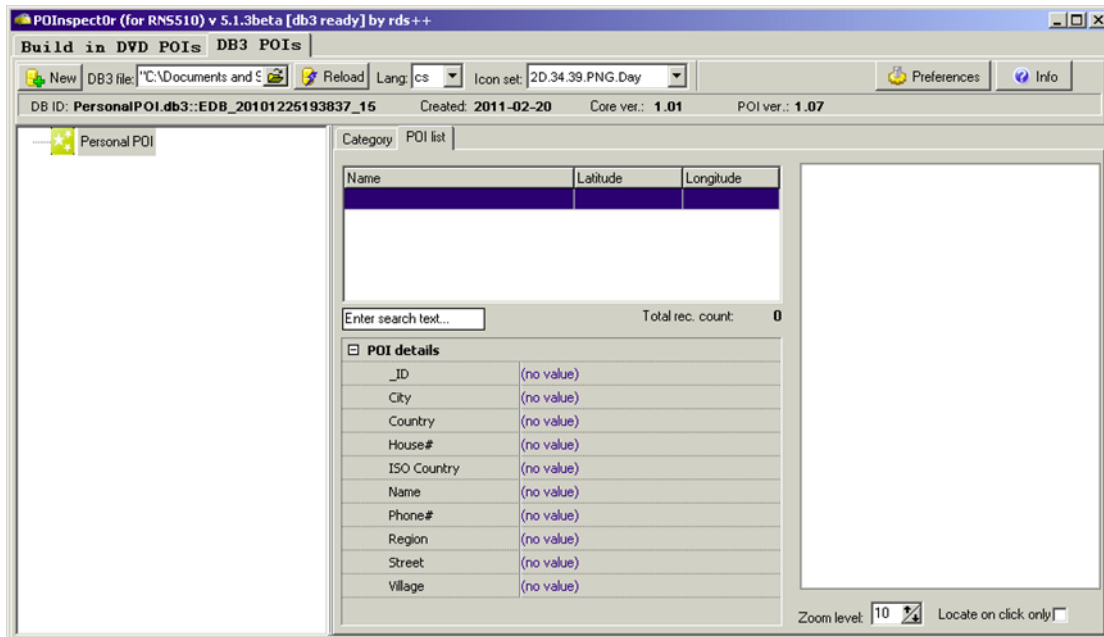 POInspect0r (for RNS510) v 5.1.3beta [db3 ready] by rds++
Build in DVD POIs DB3 POIs
New DB3 file: "C:\Documents and S Reload Lang: cs Icon set: 2D.34.39.PNG.Day Preferences Info
DB ID: PersonalPOI.db3::EDB_20101225193837_15 Created: 2011-02-20 Core ver.: 1.01 POI ver.: 1.07
Personal POI
Category POI list
Name Latitude Longitude
Enter search text... Total rec. count: 0
POI details
_ID (no value)
City (no value)
Country (no value)
House# (no value)
ISO Country (no value)
Name (no value)
Phone# (no value)
Region (no value)
Street (no value)
Village (no value)
Zoom level: 10 Locate on click only